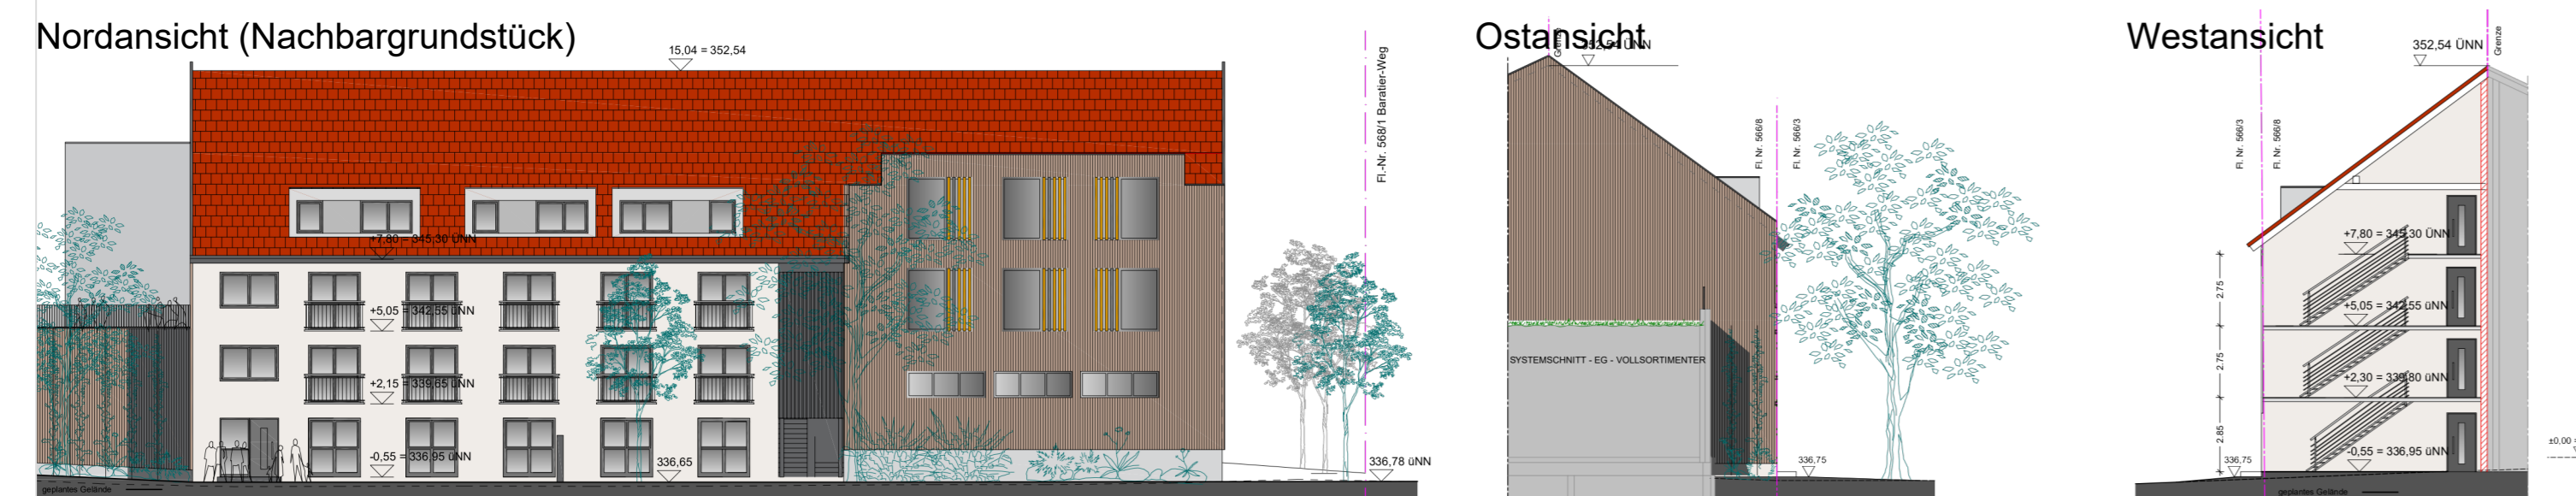 Nordansicht (Nachbargrundstück)
15,04 = 352,54
Fl.-Nr. 568/1 Baratier-Weg
+7,80 = 345,30 ÜNN
+5,05 = 342,55 üNN
+2,15 = 339,65 üNN
-0,55 = 336,95 üNN
336,65
336,78 üNN
geplantes Gelände
Ostansicht
Grenze
352,54 ÜNN
Fl. Nr. 566/8
Fl. Nr. 566/3
SYSTEMSCHNITT - EG - VOLLSORTIMENTER
336,75
Westansicht
352,54 ÜNN
Grenze
Fl. Nr. 566/3
Fl. Nr. 566/8
+7,80 = 345,30 ÜNN
2.75
+5,05 = 342,55 üNN
2.75
+2,30 = 339,80 üNN
2.85
-0,55 = 336,95 üNN
336,75
geplantes Gelände
±0,00 =